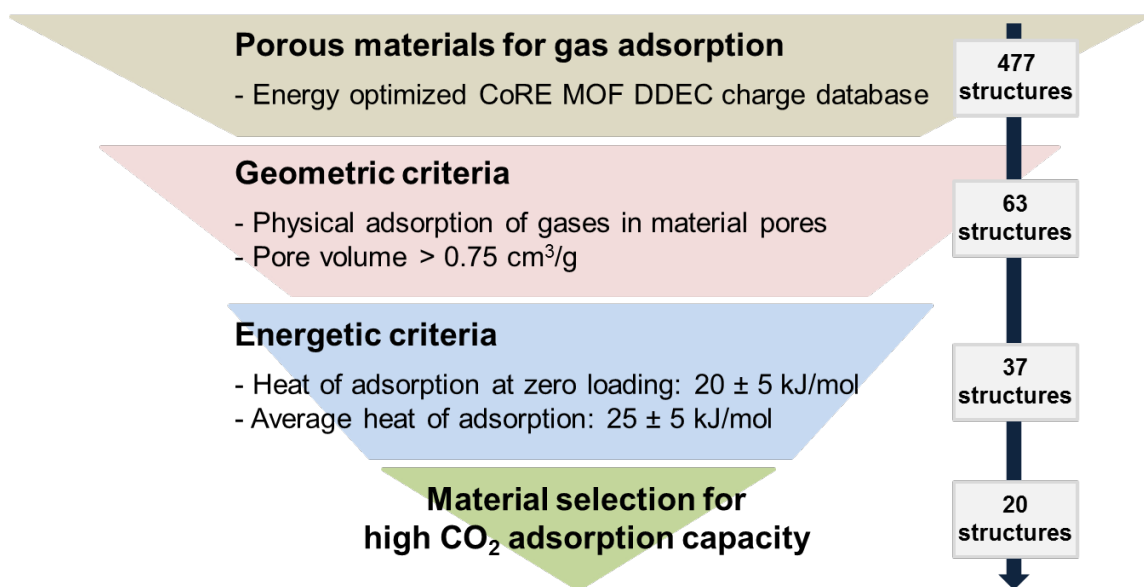 Porous materials for gas adsorption
- Energy optimized CoRE MOF DDEC charge database
477
structures
Geometric criteria
- Physical adsorption of gases in material pores
- Pore volume > 0.75 cm³/g
63
structures
Energetic criteria
- Heat of adsorption at zero loading: 20 ± 5 kJ/mol
- Average heat of adsorption: 25 ± 5 kJ/mol
37
structures
Material selection for
high CO₂ adsorption capacity
20
structures